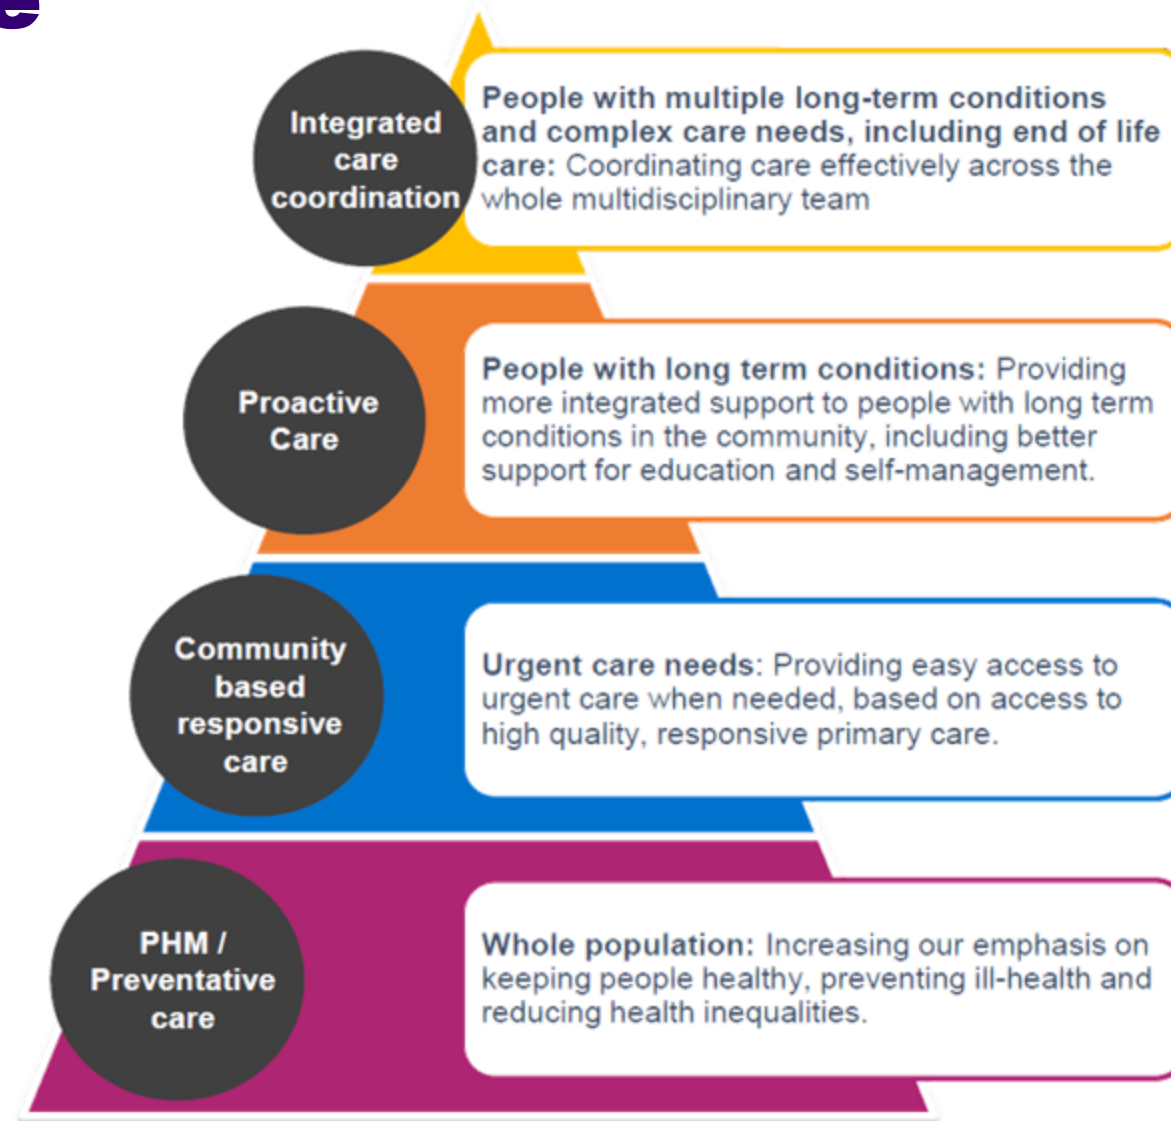 e
Integrated
care
coordination
People with multiple long-term conditions
and complex care needs, including end of life
care: Coordinating care effectively across the
whole multidisciplinary team
Proactive
Care
People with long term conditions: Providing
more integrated support to people with long term
conditions in the community, including better
support for education and self-management.
Community
based
responsive
care
Urgent care needs: Providing easy access to
urgent care when needed, based on access to
high quality, responsive primary care.
PHM /
Preventative
care
Whole population: Increasing our emphasis on
keeping people healthy, preventing ill-health and
reducing health inequalities.